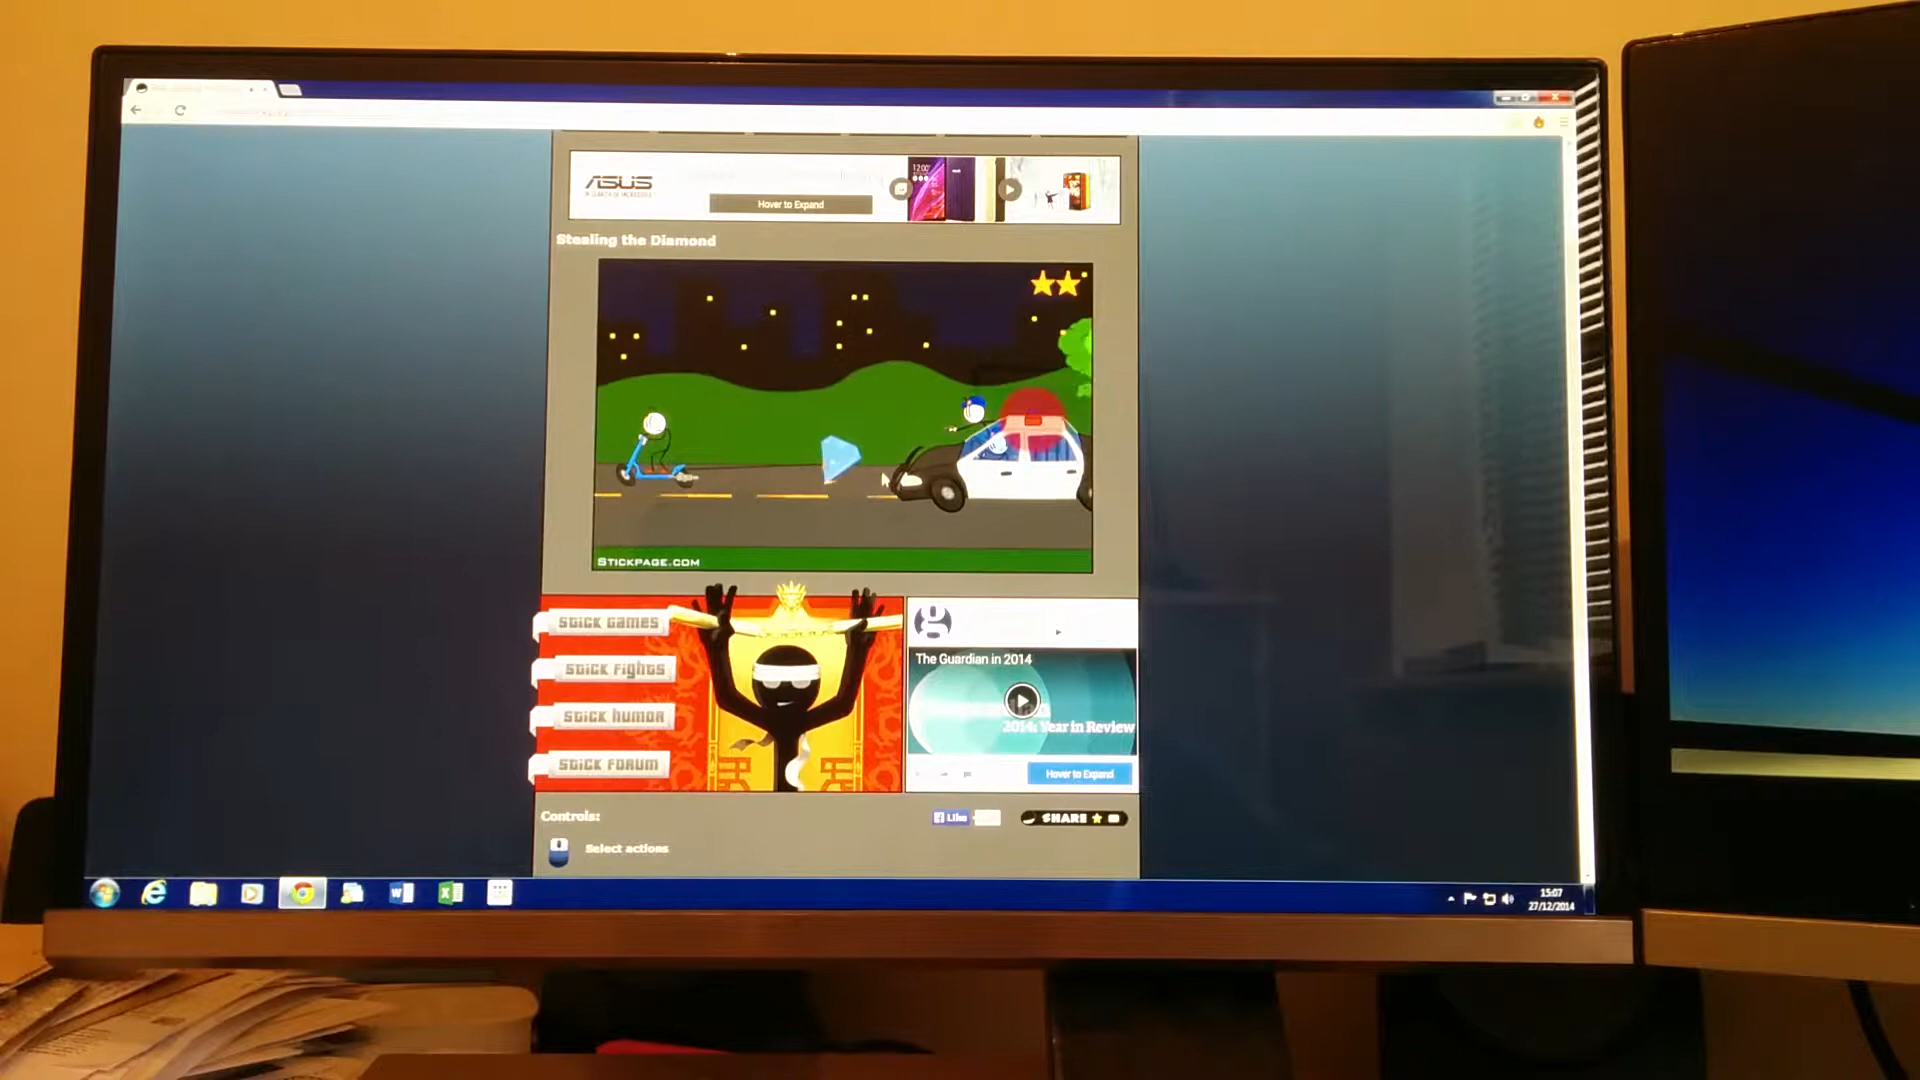 ASUS
12:00
Hover to Expand
Stealing the Diamond
STICKPAGE.COM
STICK GAMES
STICK FIGHTS
STICK HUMOR
STICK FORUM
The Guardian in 2014
2014: Year in Review
Hover to Expand
Controls:
Like
SHARE
Select actions
15:07
27/12/2014